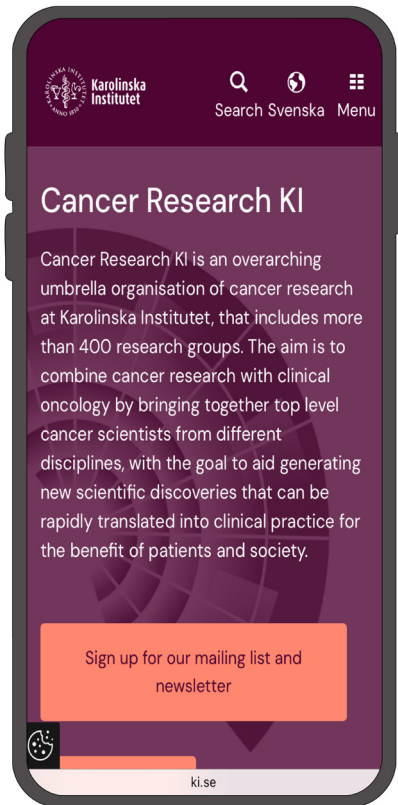 Karolinska
Institutet
Search Svenska Menu
Cancer Research KI
Cancer Research KI is an overarching
umbrella organisation of cancer research
at Karolinska Institutet, that includes more
than 400 research groups. The aim is to
combine cancer research with clinical
oncology by bringing together top level
cancer scientists from different
disciplines, with the goal to aid generating
new scientific discoveries that can be
rapidly translated into clinical practice for
the benefit of patients and society.
Sign up for our mailing list and
newsletter
ki.se